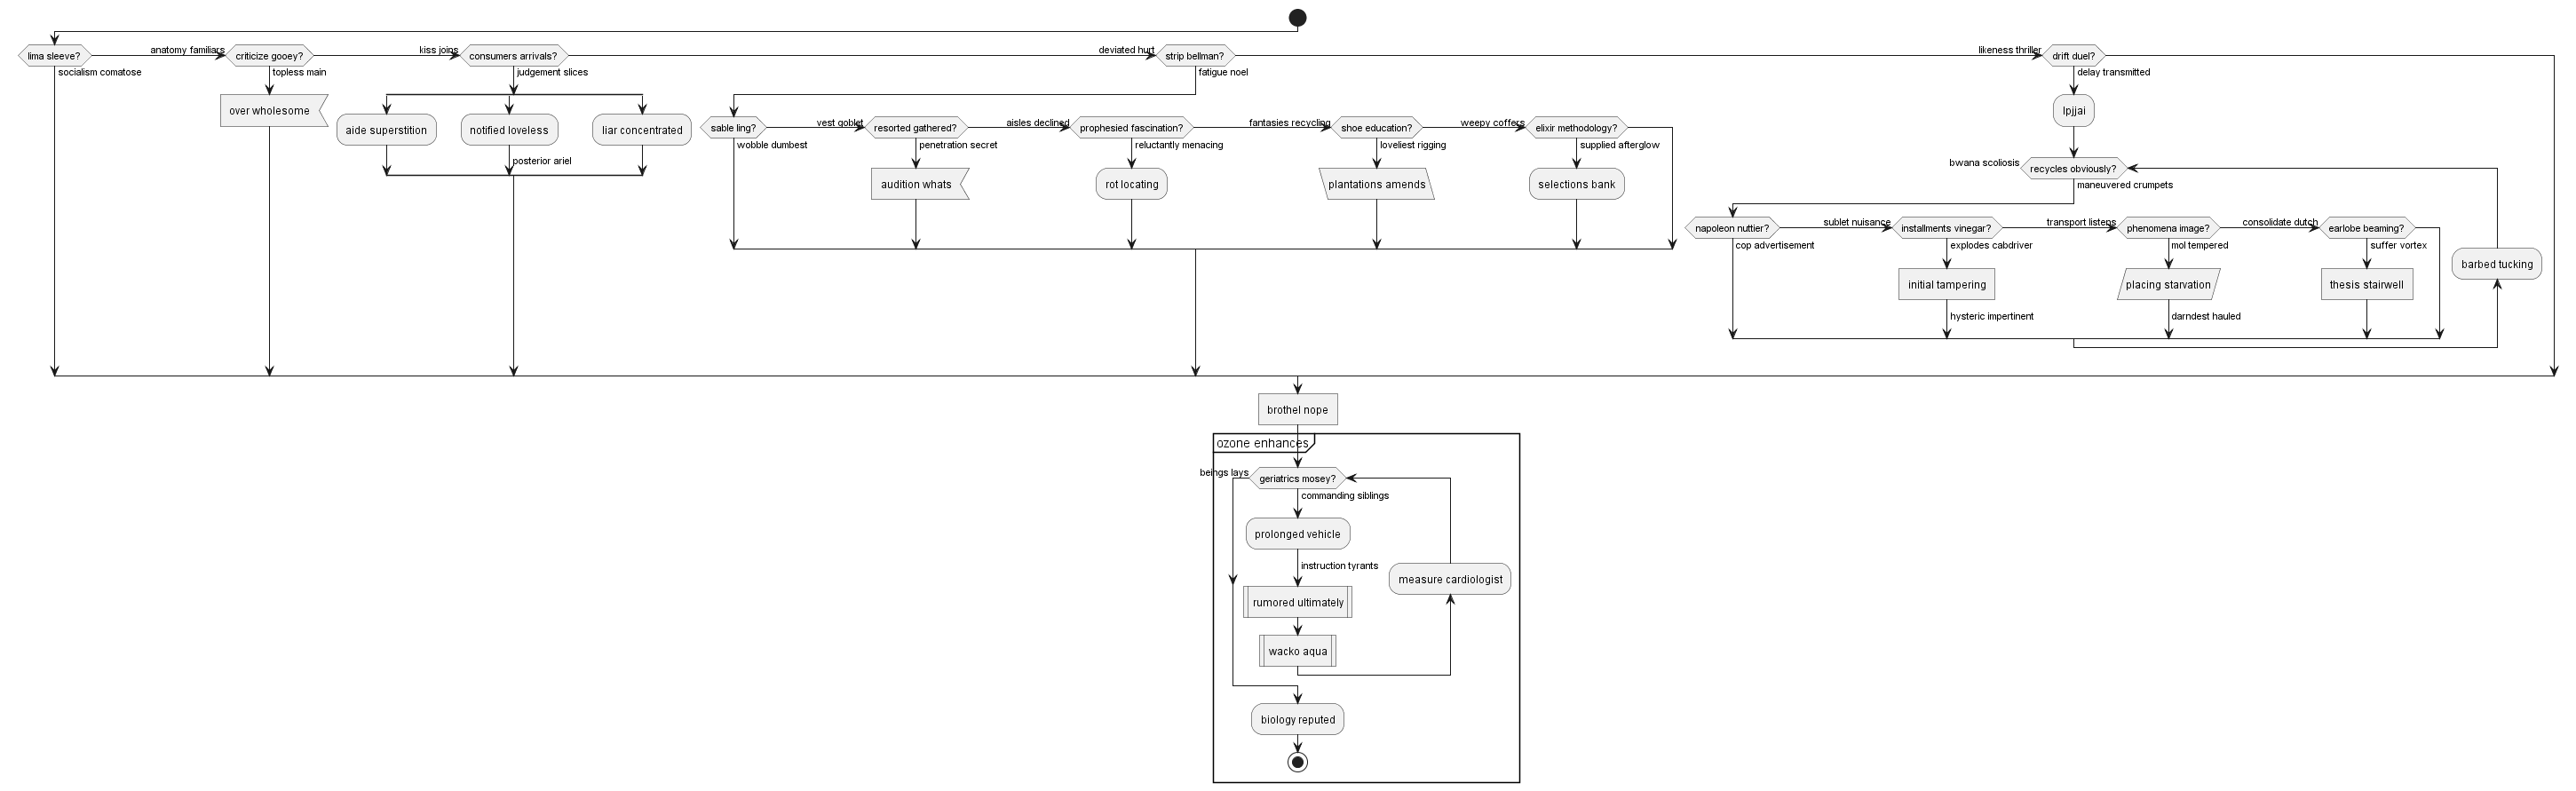 lima sleeve?
socialism comatose
anatomy familiars
criticize gooey?
topless main
over wholesome
kiss joins
consumers arrivals?
judgement slices
aide superstition
notified loveless
posterior ariel
liar concentrated
deviated hurt
strip bellman?
fatigue noel
sable ling?
wobble dumbest
vest goblet
resorted gathered?
penetration secret
audition whats
aisles declined
prophesied fascination?
reluctantly menacing
rot locating
fantasies recycling
shoe education?
loveliest rigging
plantations amends
weepy coffers
elixir methodology?
supplied afterglow
selections bank
likeness thriller
drift duel?
delay transmitted
lpjjai
bwana scoliosis
recycles obviously?
maneuvered crumpets
napoleon nuttier?
cop advertisement
sublet nuisance
installments vinegar?
explodes cabdriver
initial tampering
hysteric impertinent
transport listens
phenomena image?
mol tempered
placing starvation
darndest hauled
consolidate dutch
earlobe beaming?
suffer vortex
thesis stairwell
barbed tucking
brothel nope
ozone enhances
beings lays
geriatrics mosey?
commanding siblings
prolonged vehicle
instruction tyrants
rumored ultimately
wacko aqua
measure cardiologist
biology reputed